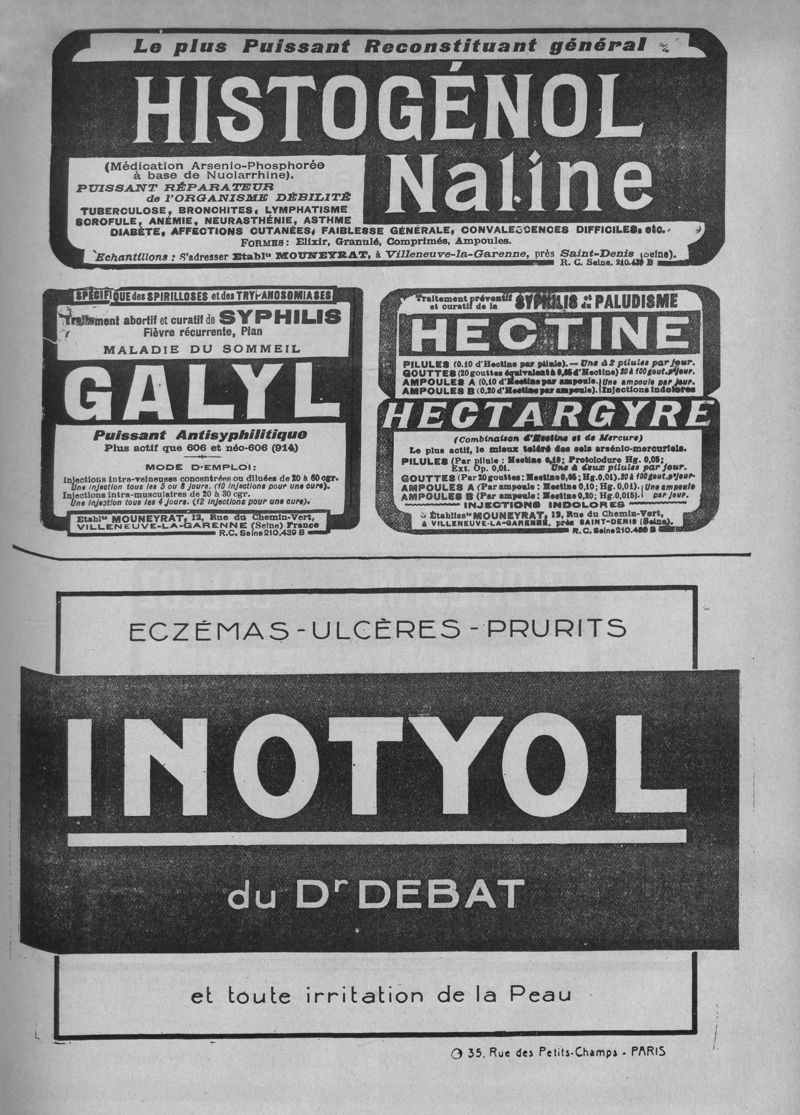 Le plus Puissant Reconstituant général
HISTOGÉNOL
Naline
(Médication Arsenio-Phosphorée
à base de Nuclarrhine).
PUISSANT RÉPARATEUR
de l'ORGANISME DÉBILITÉ
TUBERCULOSE, BRONCHITES, LYMPHATISME
SCROFULE, ANÉMIE, NEURASTHÉNIE, ASTHME
DIABÈTE, AFFECTIONS CUTANÉES, FAIBLESSE GÉNÉRALE, CONVALESCENCES DIFFICILES, etc.
FORMES: Elixir, Granulé, Comprimés, Ampoules.
Echantillons : S'adresser Etabl.ts MOUNEYRAT, à Villeneuve-la-Garenne, près Saint-Denis (Seine).
R. C. Seine. 210.439 B
SPÉCIFIQUE des SPIRILLOSES et des TRYPANOSOMIASES
Traitement abortif et curatif de SYPHILIS
Fièvre récurrente, Pian
MALADIE DU SOMMEIL
GALYL
Puissant Antisyphilitique
Plus actif que 606 et néo-606 (914)
MODE D'EMPLOI:
Injections intra-veineuses concentrées ou diluées de 20 à 60 cgr.
Une injection tous les 5 ou 8 jours. (10 injections pour une cure).
Injections intra-musculaires de 20 à 30 cgr.
Une injection tous les 4 jours. (12 injections pour une cure).
Etabl.ts MOUNEYRAT, 12, Rue du Chemin-Vert,
VILLENEUVE-LA-GARENNE (Seine) France
R.C. Seine 210.439 B
Traitement préventif et curatif de la SYPHILIS et du PALUDISME
HECTINE
PILULES (0.10 d'Hectine par pilule). — Une à 2 pilules par jour.
GOUTTES (20 gouttes équivalent à 0,05 d'Hectine) 20 à 100 gout. p. jour.
AMPOULES A (0,10 d'Hectine par ampoule). Une ampoule par jour.
AMPOULES B (0,20 d'Hectine par ampoule). Injections indolores
HECTARGYRE
(Combinaison d'Hectine et de Mercure)
Le plus actif, le mieux toléré des sels arsénio-mercuriels.
PILULES (Par pilule : Hectine 0,10; Protoiodure Hg. 0,05;
Ext. Op. 0,01. Une à deux pilules par jour.
GOUTTES (Par 20 gouttes : Hectine 0,05; Hg. 0,01). 20 à 100 gout. p. jour.
AMPOULES A (Par ampoule : Hectine 0,10; Hg. 0,01). Une ampoule
AMPOULES B (Par ampoule : Hectine 0,20; Hg. 0,015). par jour.
INJECTIONS INDOLORES
Établiss.ts MOUNEYRAT, 12, Rue du Chemin-Vert,
à VILLENEUVE-LA-GARENNE, près SAINT-DENIS (Seine).
R.C. Seine 210.439 B
ECZÉMAS - ULCÈRES - PRURITS
INOTYOL
du Dr DEBAT
et toute irritation de la Peau
35, Rue des Petits-Champs - PARIS